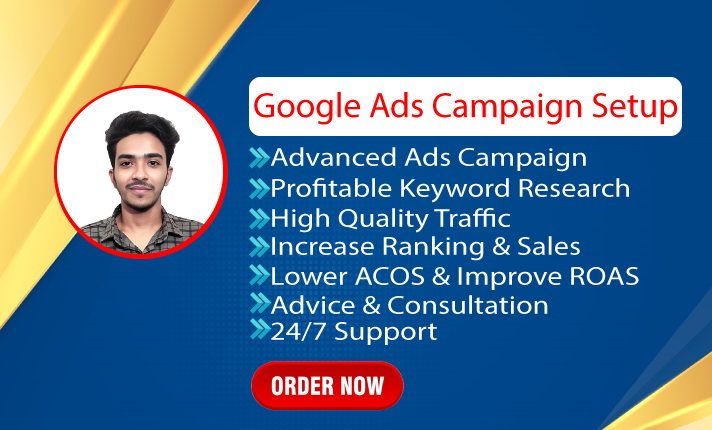 Google Ads Campaign Setup
Advanced Ads Campaign
Profitable Keyword Research
High Quality Traffic
Increase Ranking & Sales
Lower ACOS & Improve ROAS
Advice & Consultation
24/7 Support
ORDER NOW